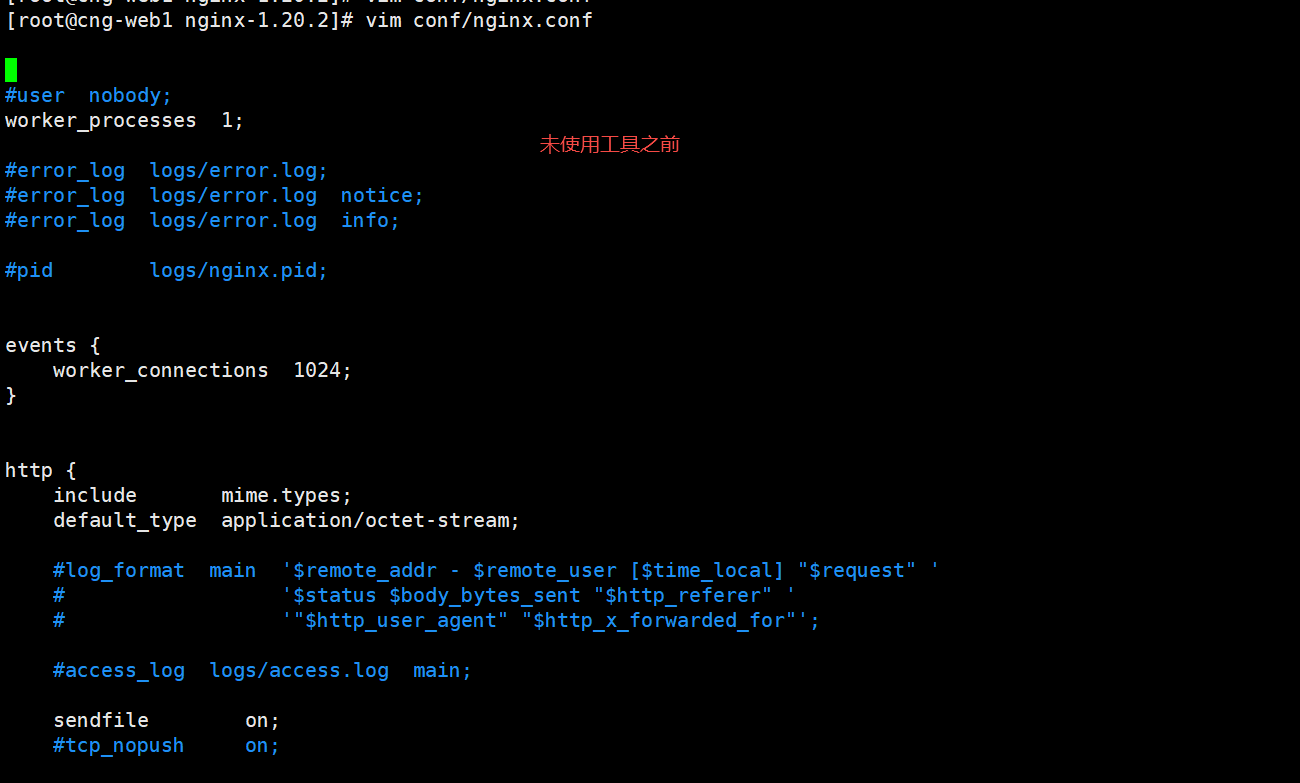 [root@cng-web1 nginx-1.20.2]# vim conf/nginx.conf
[root@cng-web1 nginx-1.20.2]# vim conf/nginx.conf
#user  nobody;
worker_processes  1;
未使用工具之前
#error_log  logs/error.log;
#error_log  logs/error.log  notice;
#error_log  logs/error.log  info;
#pid        logs/nginx.pid;
events {
    worker_connections  1024;
}
http {
    include       mime.types;
    default_type  application/octet-stream;
    #log_format  main  '$remote_addr - $remote_user [$time_local] "$request" '
    #                  '$status $body_bytes_sent "$http_referer" '
    #                  '"$http_user_agent" "$http_x_forwarded_for"';
    #access_log  logs/access.log  main;
    sendfile        on;
    #tcp_nopush     on;